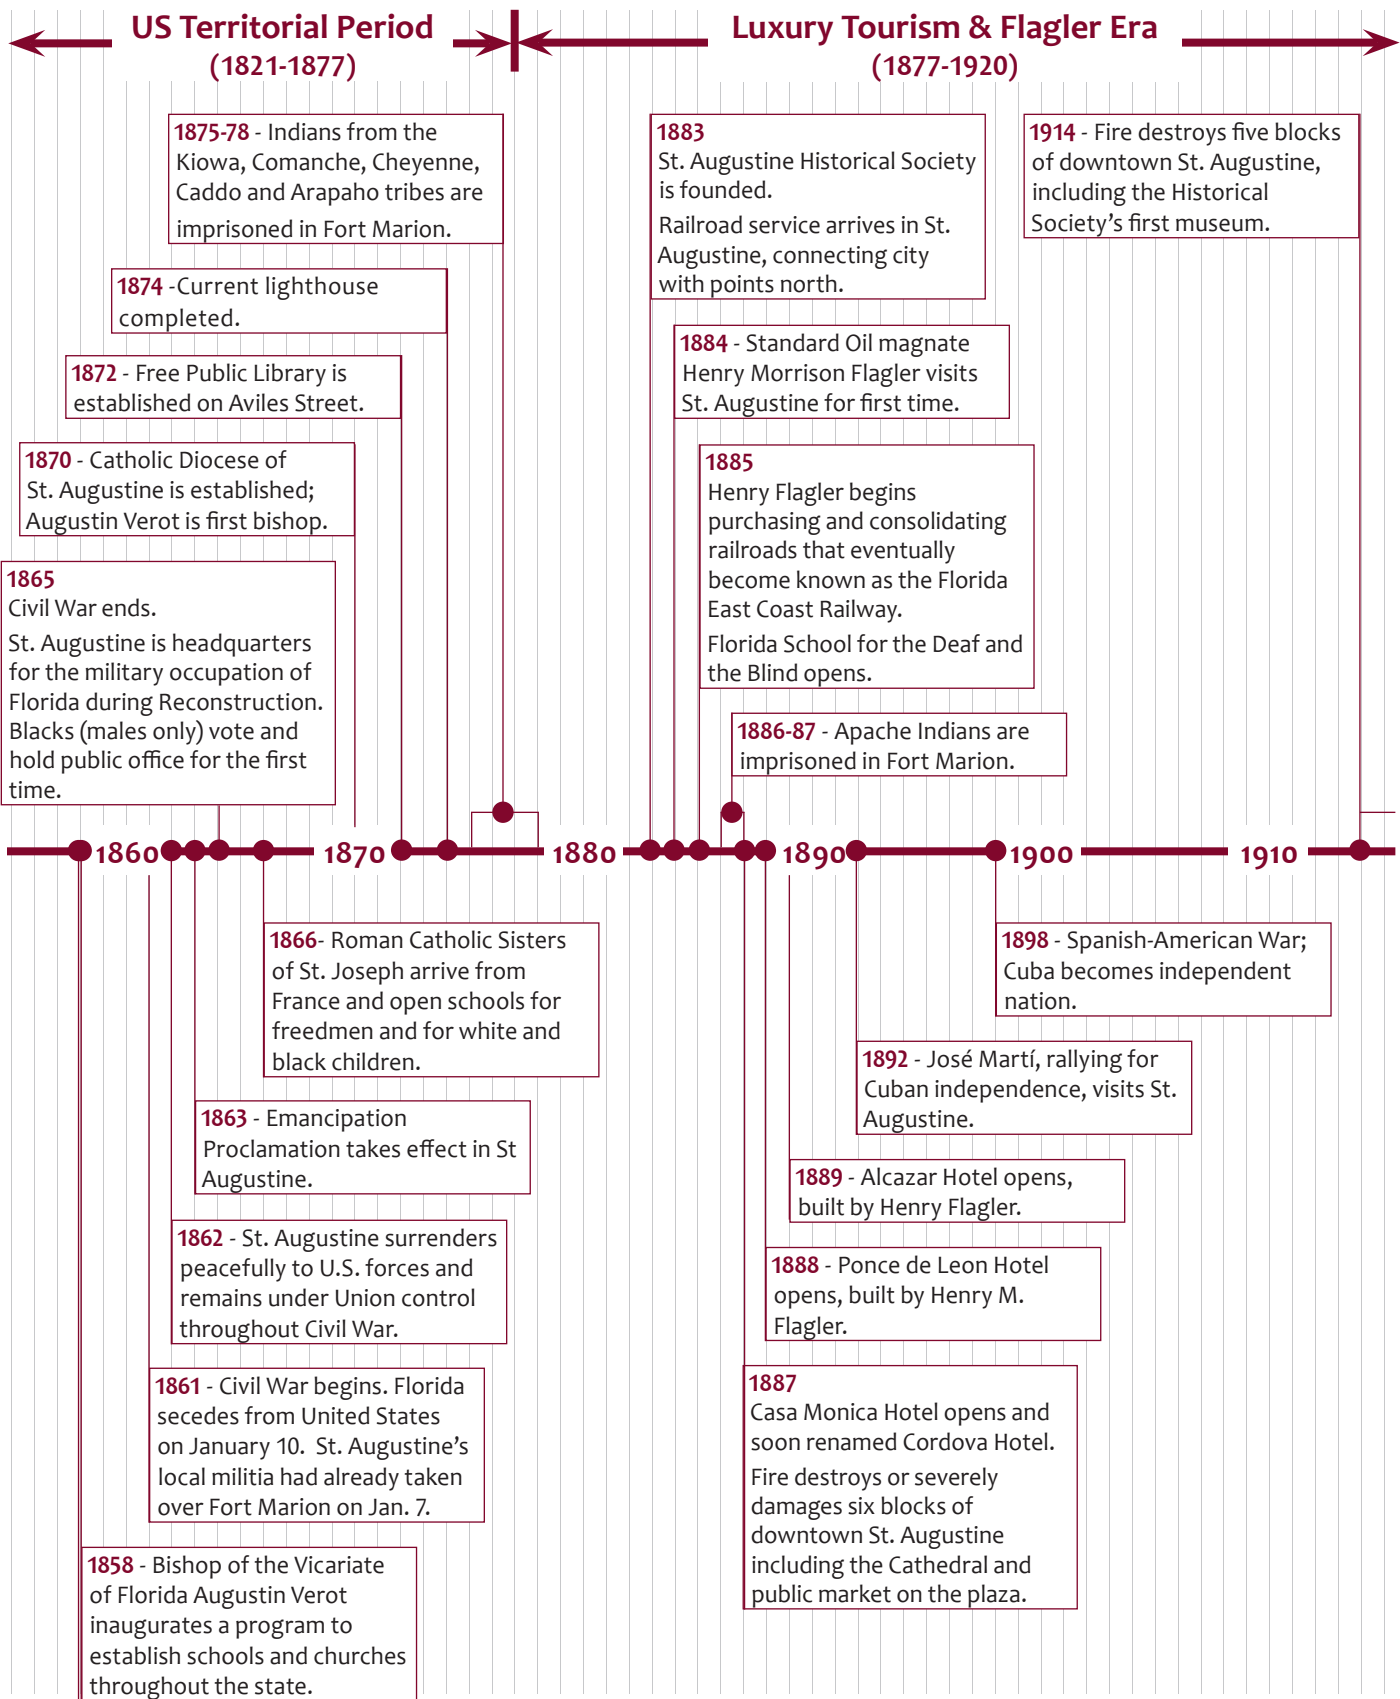 US Territorial Period
(1821-1877)
Luxury Tourism & Flagler Era
(1877-1920)
1875-78 - Indians from the
Kiowa, Comanche, Cheyenne,
Caddo and Arapaho tribes are
imprisoned in Fort Marion.
1874 -Current lighthouse
completed.
1872 - Free Public Library is
established on Aviles Street.
1870 - Catholic Diocese of
St. Augustine is established;
Augustin Verot is first bishop.
1865
Civil War ends.
St. Augustine is headquarters
for the military occupation of
Florida during Reconstruction.
Blacks (males only) vote and
hold public office for the first
time.
1883
St. Augustine Historical Society
is founded.
Railroad service arrives in St.
Augustine, connecting city
with points north.
1884 - Standard Oil magnate
Henry Morrison Flagler visits
St. Augustine for first time.
1885
Henry Flagler begins
purchasing and consolidating
railroads that eventually
become known as the Florida
East Coast Railway.
Florida School for the Deaf and
the Blind opens.
1886-87 - Apache Indians are
imprisoned in Fort Marion.
1914 - Fire destroys five blocks
of downtown St. Augustine,
including the Historical
Society's first museum.
1860 1870 1880 1890 1900 1910
1866- Roman Catholic Sisters
of St. Joseph arrive from
France and open schools for
freedmen and for white and
black children.
1863 - Emancipation
Proclamation takes effect in St
Augustine.
1862 - St. Augustine surrenders
peacefully to U.S. forces and
remains under Union control
throughout Civil War.
1861 - Civil War begins. Florida
secedes from United States
on January 10.  St. Augustine's
local militia had already taken
over Fort Marion on Jan. 7.
1858 - Bishop of the Vicariate
of Florida Augustin Verot
inaugurates a program to
establish schools and churches
throughout the state.
1898 - Spanish-American War;
Cuba becomes independent
nation.
1892 - José Martí, rallying for
Cuban independence, visits St.
Augustine.
1889 - Alcazar Hotel opens,
built by Henry Flagler.
1888 - Ponce de Leon Hotel
opens, built by Henry M.
Flagler.
1887
Casa Monica Hotel opens and
soon renamed Cordova Hotel.
Fire destroys or severely
damages six blocks of
downtown St. Augustine
including the Cathedral and
public market on the plaza.